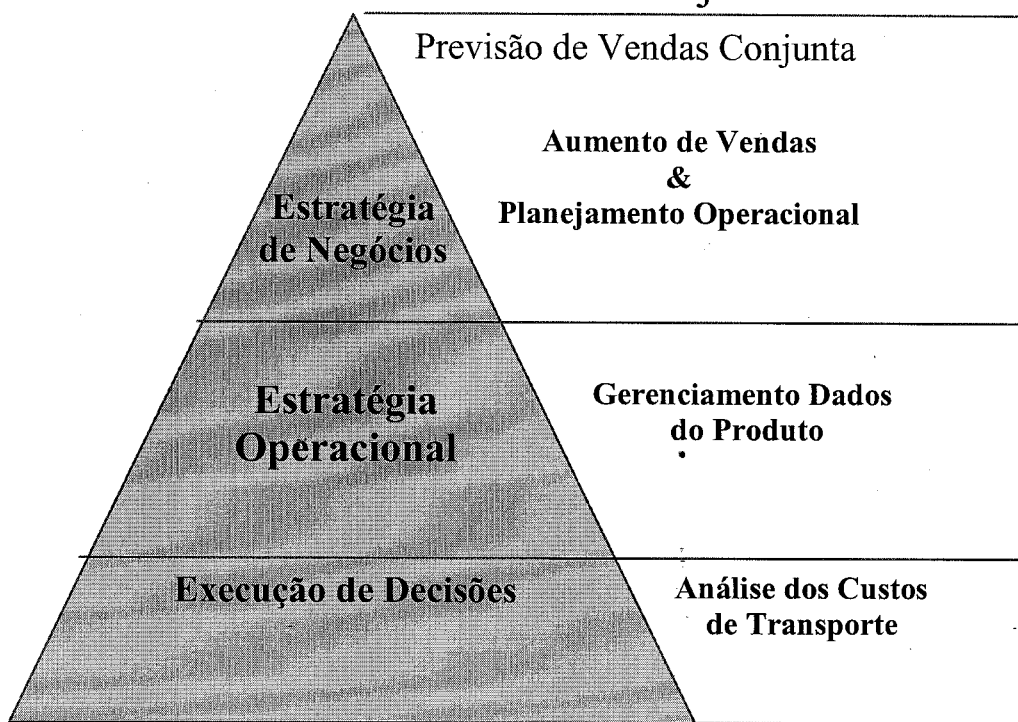 Previsão de Vendas Conjunta
Aumento de Vendas
&
Planejamento Operacional
Estratégia
de Negócios
Estratégia
Operacional
Gerenciamento Dados
do Produto
Execução de Decisões
Análise dos Custos
de Transporte